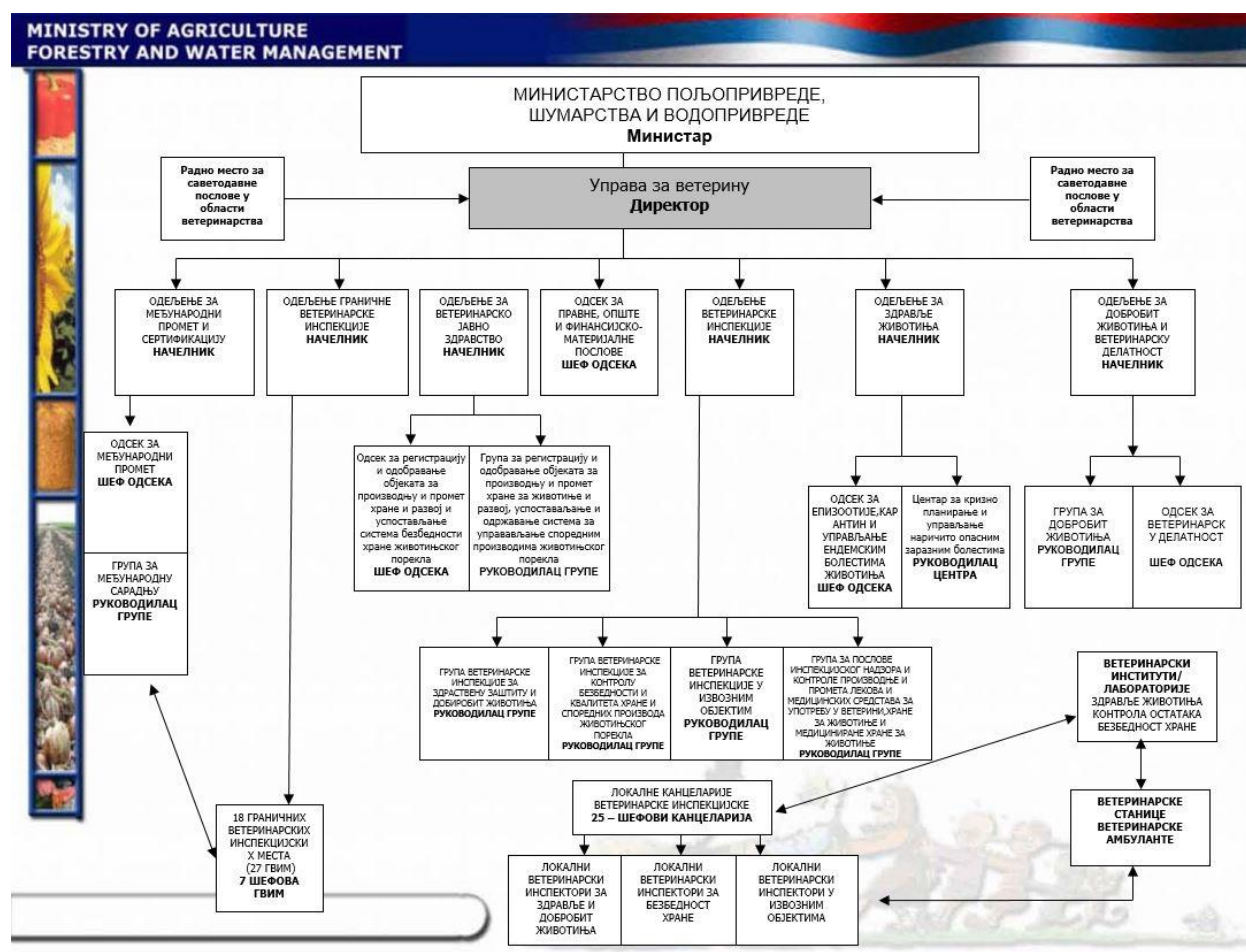 MINISTRY OF AGRICULTURE
FORESTRY AND WATER MANAGEMENT
МИНИСТАРСТВО ПОЉОПРИВРЕДЕ,
ШУМАРСТВА И ВОДОПРИВРЕДЕ
Министар
Радно место за
саветодавне
послове у
области
ветеринарства
Управа за ветерину
Директор
Радно место за
саветодавне
послове у
области
ветеринарства
ОДЕЉЕЊЕ ЗА
МЕЂУНАРОДНИ
ПРОМЕТ И
СЕРТИФИКАЦИЈУ
НАЧЕЛНИК
ОДЕЉЕЊЕ ГРАНИЧНЕ
ВЕТЕРИНАРСКЕ
ИНСПЕКЦИЈЕ
НАЧЕЛНИК
ОДЕЉЕЊЕ ЗА
ВЕТЕРИНАРСКО
ЈАВНО
ЗДРАВСТВО
НАЧЕЛНИК
ОДСЕК ЗА
ПРАВНЕ, ОПШТЕ
И ФИНАНСИЈСКО-
МАТЕРИЈАЛНЕ
ПОСЛОВЕ
ШЕФ ОДСЕКА
ОДЕЉЕЊЕ
ВЕТЕРИНАРСКЕ
ИНСПЕКЦИЈЕ
НАЧЕЛНИК
ОДЕЉЕЊЕ ЗА
ЗДРАВЉЕ
ЖИВОТИЊА
НАЧЕЛНИК
ОДЕЉЕЊЕ ЗА
ДОБРОБИТ
ЖИВОТИЊА И
ВЕТЕРИНАРСКУ
ДЕЛАТНОСТ
НАЧЕЛНИК
ОДСЕК ЗА
МЕЂУНАРОДНИ
ПРОМЕТ
ШЕФ ОДСЕКА
ГРУПА ЗА
МЕЂУНАРОДНУ
САРАДЊУ
РУКОВОДИЛАЦ
ГРУПЕ
Одсек за регистрацију
и одобравање
објеката за
производњу и промет
хране и развој и
успостављање
система безбедности
хране животињског
порекла
ШЕФ ОДСЕКА
Група за регистрацију и
одобравање објеката за
производњу и промет
хране за животиње и
развој, успоставаљање и
одржавање система за
управавање споредним
производима животињског
порекла
РУКОВОДИЛАЦ ГРУПЕ
ОДСЕК ЗА
ЕПИЗООТИЈЕ,КАР
АНТИН И
УПРАВЉАЊЕ
ЕНДЕМСКИМ
БОЛЕСТИМА
ЖИВОТИЊА
ШЕФ ОДСЕКА
Центар за кризно
планирање и
управљање
наричито опасним
заразним болестима
РУКОВОДИЛАЦ
ЦЕНТРА
ГРУПА ЗА
ДОБРОБИТ
ЖИВОТИЊА
РУКОВОДИЛАЦ
ГРУПЕ
ОДСЕК ЗА
ВЕТЕРИНАРСК
У ДЕЛАТНОСТ
ШЕФ ОДСЕКА
ГРУПА ВЕТЕРИНАРСКЕ
ИНСПЕКЦИЈЕ ЗА
ЗДРАСТВЕНУ ЗАШТИТУ И
ДОБИРОБИТ ЖИВОТИЊА
РУКОВОДИЛАЦ ГРУПЕ
ГРУПА ВЕТЕРИНАРСКЕ
ИНСПЕКЦИЈЕ ЗА
КОНТРОЛУ
БЕЗБЕДНОСТИ И
КВАЛИТЕТА ХРАНЕ И
СПОРЕДНИХ ПРОИЗВОДА
ЖИВОТИЊСКОГ
ПОРЕКЛА
РУКОВОДИЛАЦ ГРУПЕ
ГРУПА
ВЕТЕРИНАРСКЕ
ИНСПЕКЦИЈЕ У
ИЗВОЗНИМ
ОБЈЕКТИМ
РУКОВОДИЛАЦ
ГРУПЕ
ГРУПА ЗА ПОСЛОВЕ
ИНСПЕКЦИЈСКОГ НАДЗОРА И
КОНТРОЛЕ ПРОИЗВОДЊЕ И
ПРОМЕТА ЛЕКОВА И
МЕДИЦИНСКИХ СРЕДСТАВА ЗА
УПОТРЕБУ У ВЕТЕРИНИ,ХРАНЕ
ЗА ЖИВОТИЊЕ И
МЕДИЦИНИРАНЕ ХРАНЕ ЗА
ЖИВОТИЊЕ
РУКОВОДИЛАЦ ГРУПЕ
ВЕТЕРИНАРСКИ
ИНСТИТУТИ/
ЛАБОРАТОРИЈЕ
ЗДРАВЉЕ ЖИВОТИЊА
КОНТРОЛА ОСТАТАКА
БЕЗБЕДНОСТ ХРАНЕ
18 ГРАНИЧНИХ
ВЕТЕРИНАРСКИХ
ИНСПЕКЦИЈСКИ
Х МЕСТА
(27 ГВИМ)
7 ШЕФОВА
ГВИМ
ЛОКАЛНЕ КАНЦЕЛАРИЈЕ
ВЕТЕРИНАРСКЕ ИНСПЕКЦИЈСКЕ
25 – ШЕФОВИ КАНЦЕЛАРИЈА
ВЕТЕРИНАРСКЕ
СТАНИЦЕ
ВЕТЕРИНАРСКЕ
АМБУЛАНТЕ
ЛОКАЛНИ
ВЕТЕРИНАРСКИ
ИНСПЕКТОРИ ЗА
ЗДРАВЉЕ И
ДОБРОБИТ
ЖИВОТИЊА
ЛОКАЛНИ
ВЕТЕРИНАРСКИ
ИНСПЕКТОРИ ЗА
БЕЗБЕДНОСТ
ХРАНЕ
ЛОКАЛНИ
ВЕТЕРИНАРСКИ
ИНСПЕКТОРИ У
ИЗВОЗНИМ
ОБЈЕКТИМА